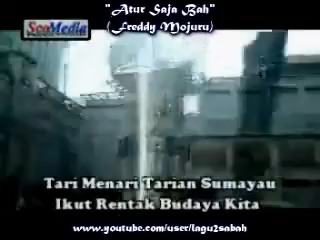 "Atur Saja Bah"
(Freddy Mojuru)
SeaMedia
Tari Menari Tarian Sumayau
Ikut Rentak Budaya Kita
www.youtube.com/user/lagu2sabah